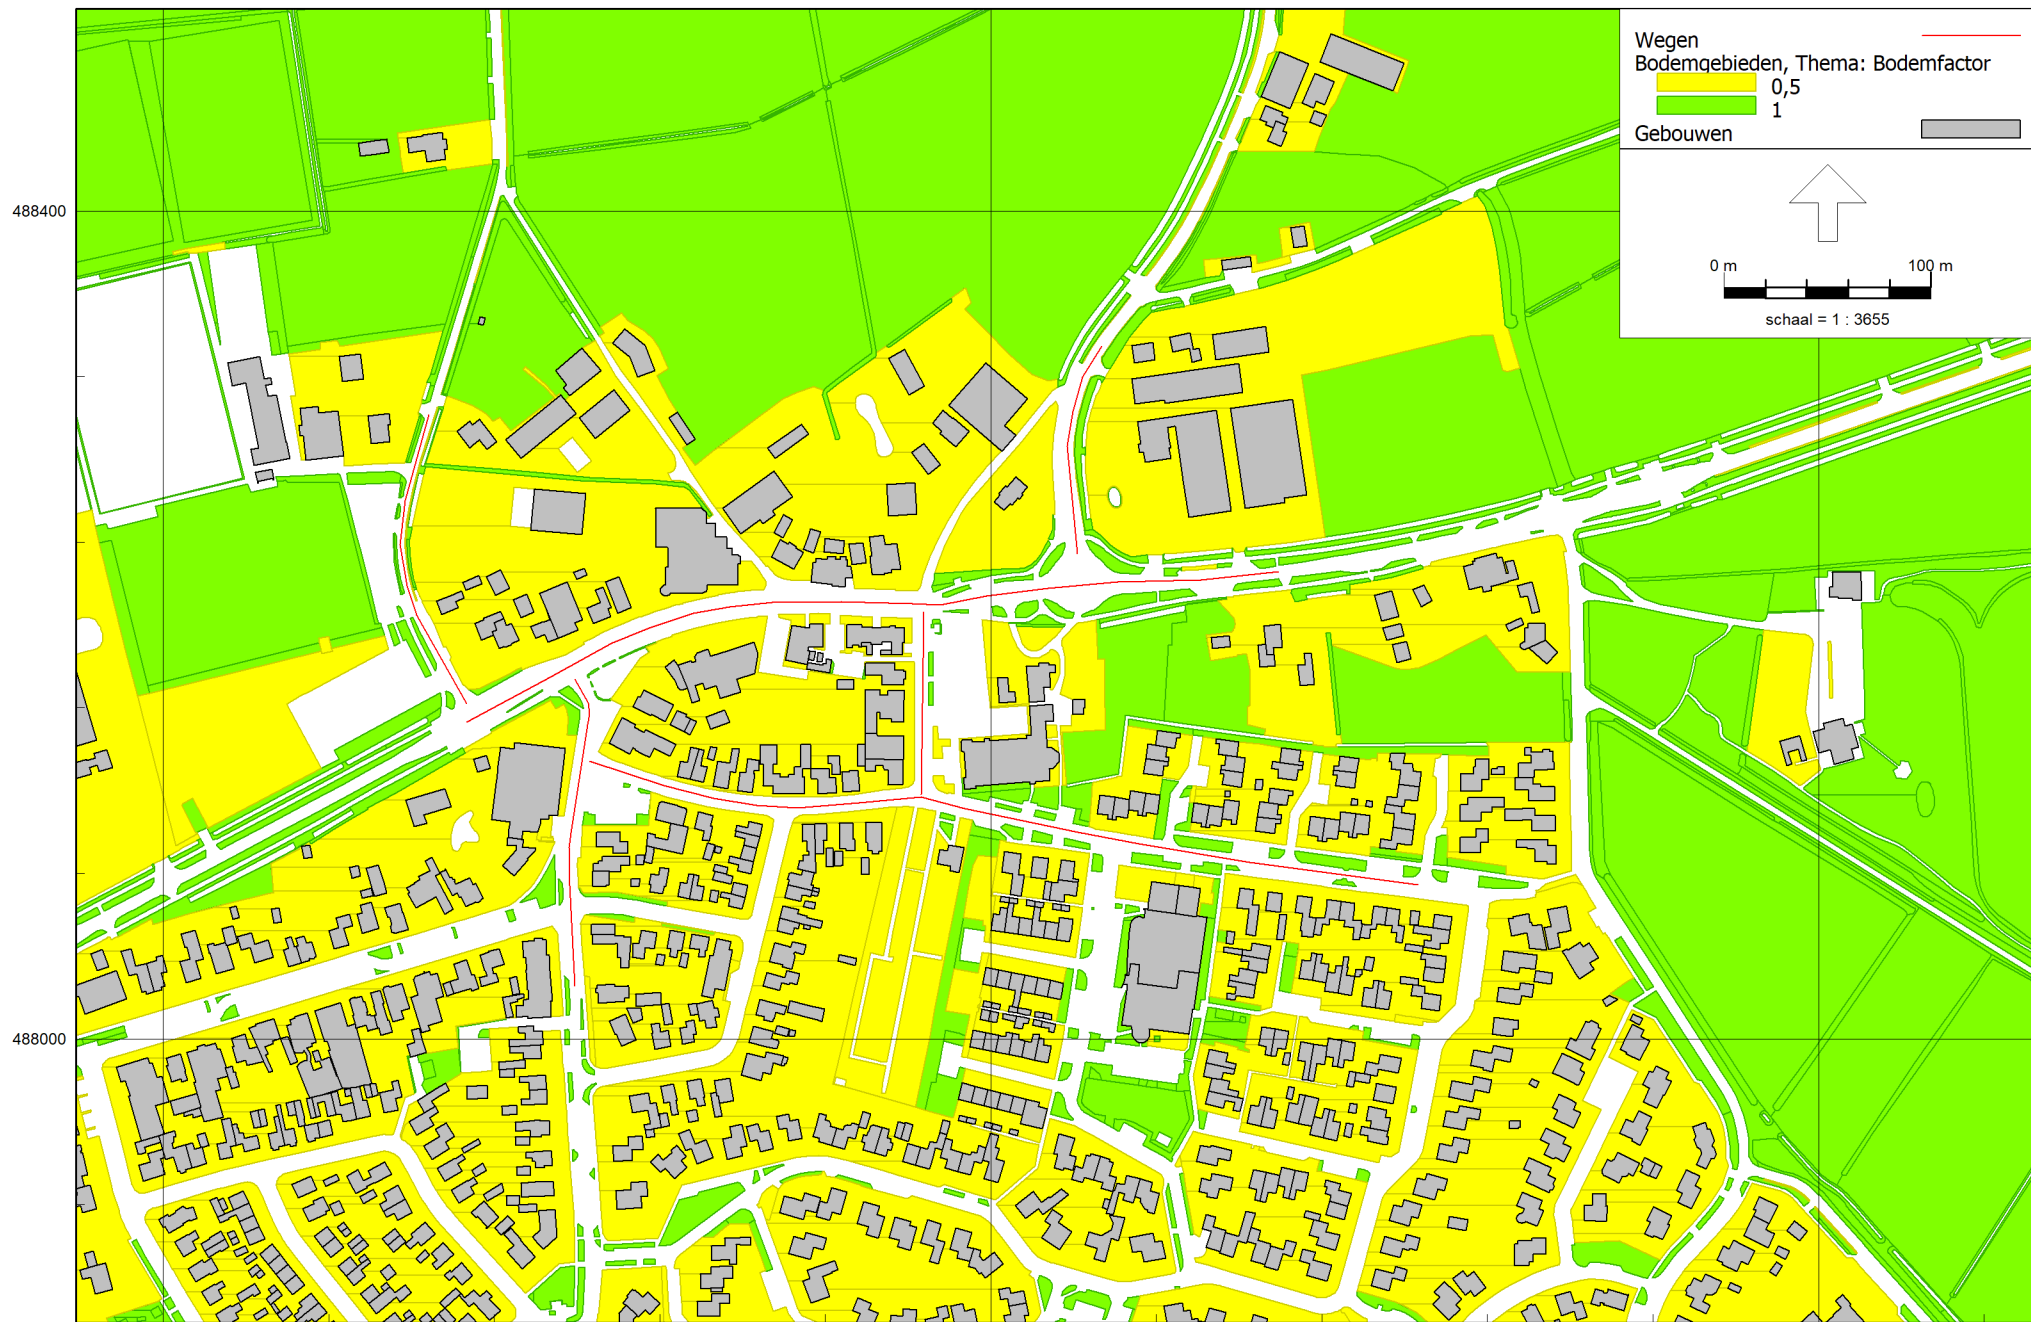 Wegen
Bodemgebieden, Thema: Bodemfactor
0,5
1
Gebouwen
488400
0 m 100 m
schaal = 1 : 3655
488000